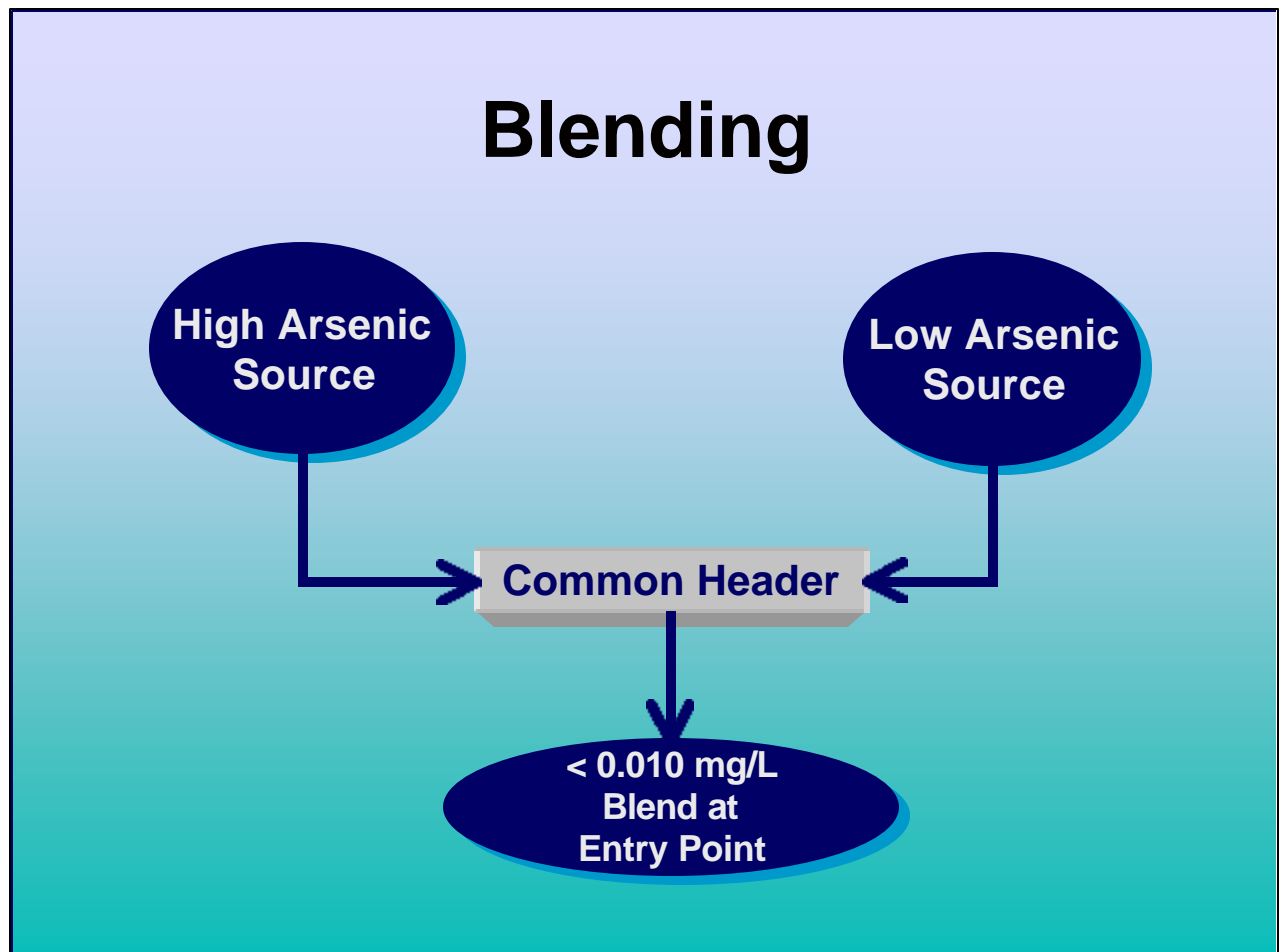 Blending
High Arsenic
Source
Low Arsenic
Source
Common Header
< 0.010 mg/L
Blend at
Entry Point